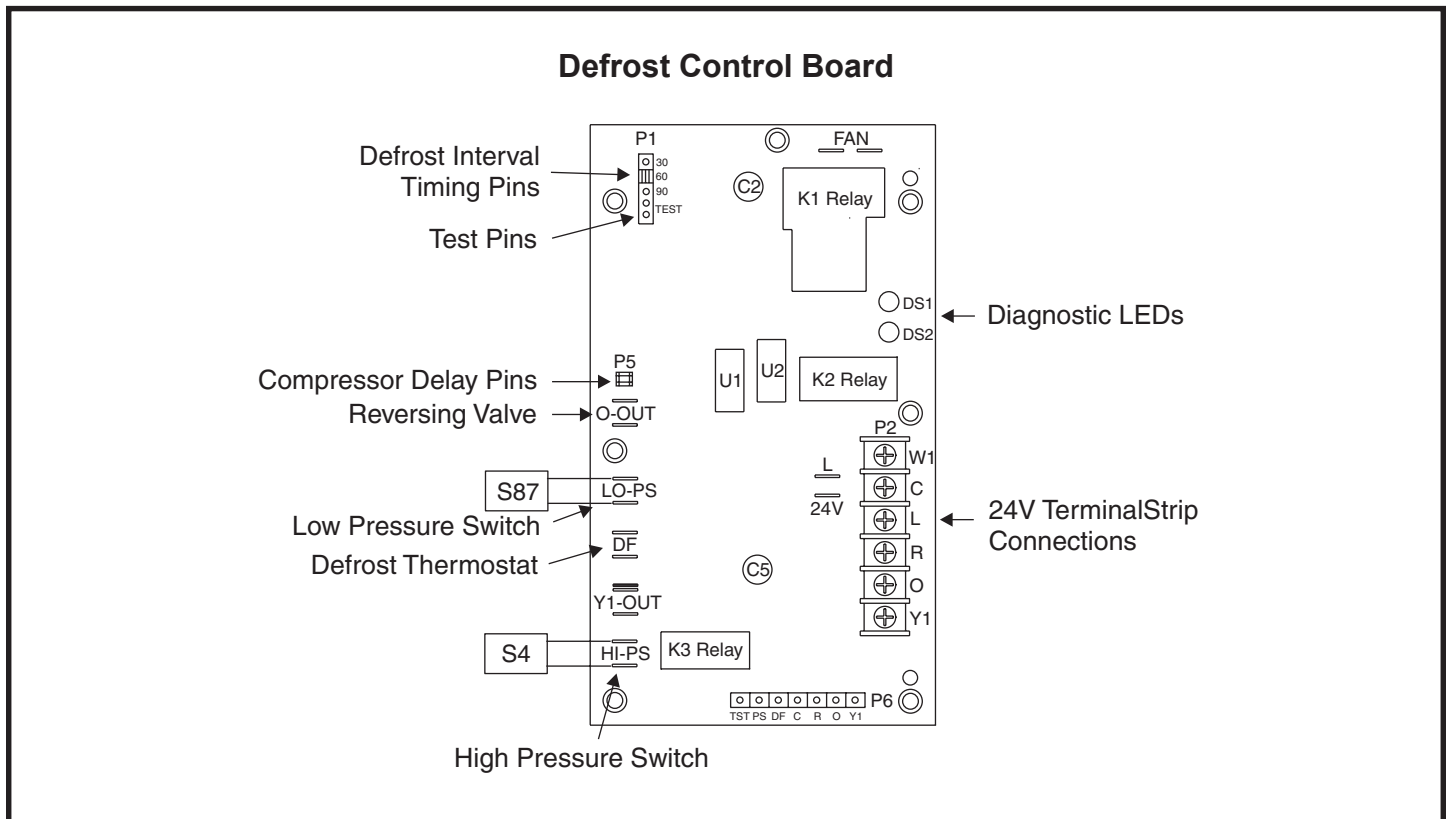 Defrost Control Board
P1
FAN
Defrost Interval
Timing Pins
30
60
90
TEST
Test Pins
C2
K1 Relay
DS1
DS2
Diagnostic LEDs
P5
Compressor Delay Pins
U1
U2
K2 Relay
Reversing Valve
O-OUT
P2
W1
C
L
R
O
Y1
L
24V
24V TerminalStrip
Connections
S87
LO-PS
Low Pressure Switch
DF
Defrost Thermostat
C5
Y1-OUT
S4
HI-PS
K3 Relay
P6
TST PS DF C R O Y1
High Pressure Switch